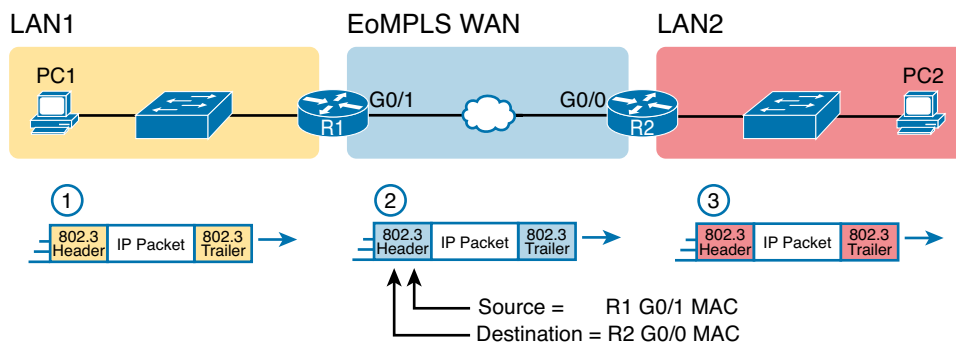 LAN1
EoMPLS WAN
LAN2
PC1
PC2
G0/1
G0/0
R1
R2
1
2
3
802.3 Header
IP Packet
802.3 Trailer
802.3 Header
IP Packet
802.3 Trailer
802.3 Header
IP Packet
802.3 Trailer
Source = R1 G0/1 MAC
Destination = R2 G0/0 MAC